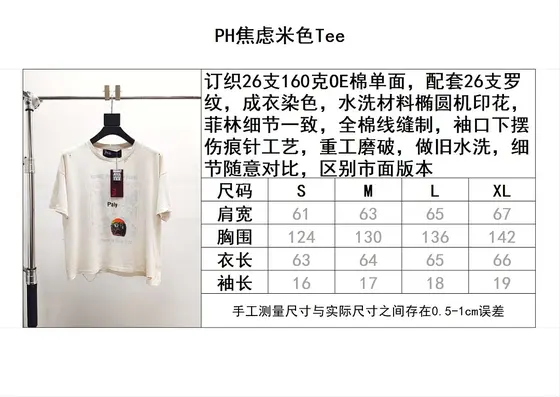 PH焦虑米色Tee
订织26支160克OE棉单面，配套26支罗
纹，成衣染色，水洗材料椭圆机印花，
菲林细节一致，全棉线缝制，袖口下摆
伤痕针工艺，重工磨破，做旧水洗，细
节随意对比，区别市面版本
尺码 S M L XL
肩宽 61 63 65 67
胸围 124 130 136 142
衣长 63 64 65 66
袖长 16 17 18 19
手工测量尺寸与实际尺寸之间存在0.5-1cm误差